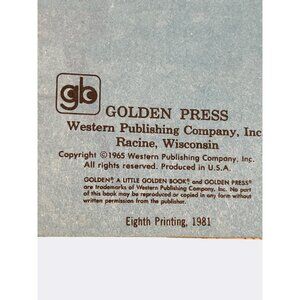 gb
GOLDEN PRESS
Western Publishing Company, Inc
Racine, Wisconsin
Copyright ©1965 Western Publishing Company, Inc.
All rights reserved. Produced in U.S.A.
GOLDEN® A LITTLE GOLDEN BOOK® and GOLDEN PRESS®
are trademarks of Western Publishing Company, Inc. No part
of this book may be reproduced or copied in any form without
written permission from the publisher.
Eighth Printing, 1981